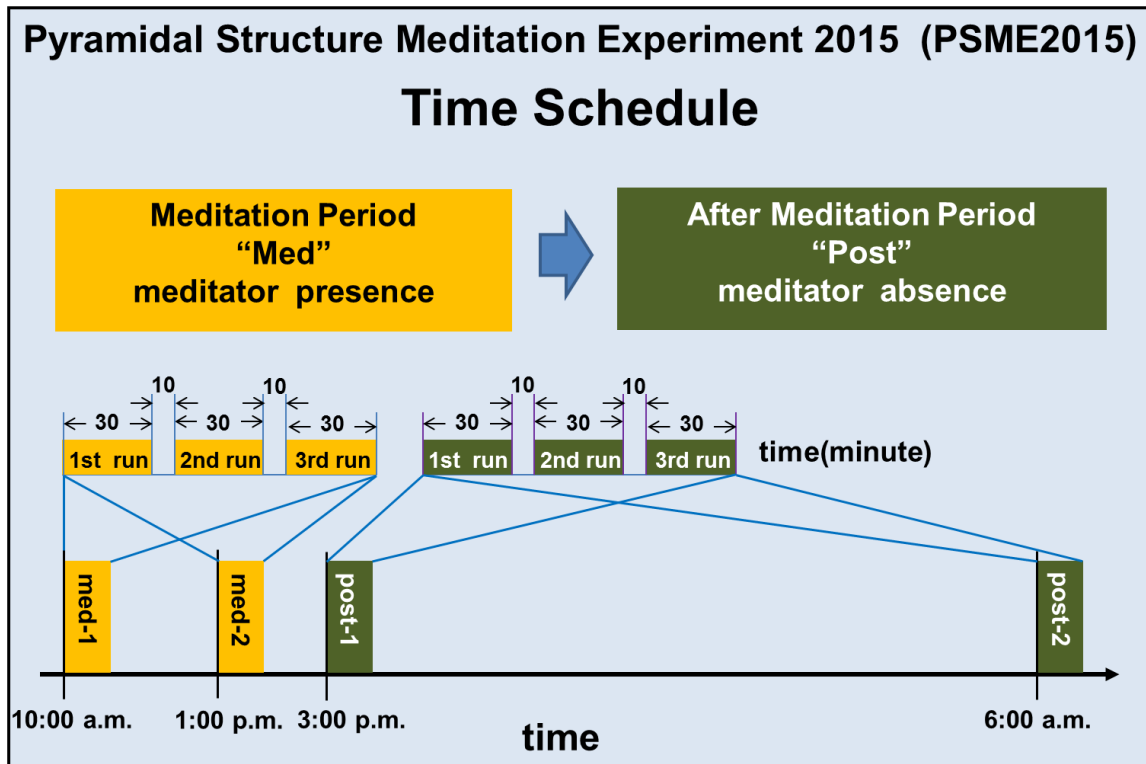 Pyramidal Structure Meditation Experiment 2015 (PSME2015)
Time Schedule
Meditation Period
“Med”
meditator presence
After Meditation Period
“Post”
meditator absence
10 10 10 10
30 30 30 30 30 30
1st run 2nd run 3rd run 1st run 2nd run 3rd run time(minute)
med-1
med-2
post-1
post-2
10:00 a.m. 1:00 p.m. 3:00 p.m. 6:00 a.m.
time